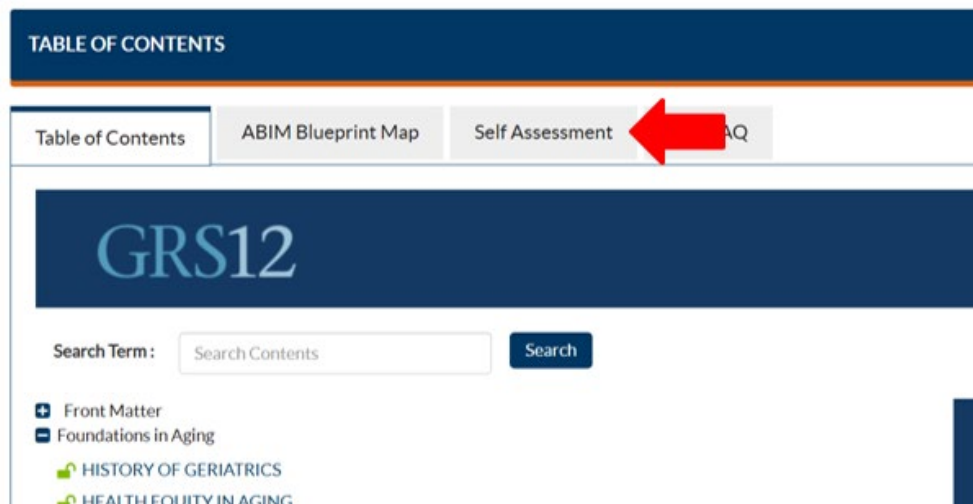 TABLE OF CONTENTS
Table of Contents ABIM Blueprint Map Self Assessment AQ
GRS12
Search Term : Search Contents Search
Front Matter
Foundations in Aging
HISTORY OF GERIATRICS
HEALTH EQUITY IN AGING